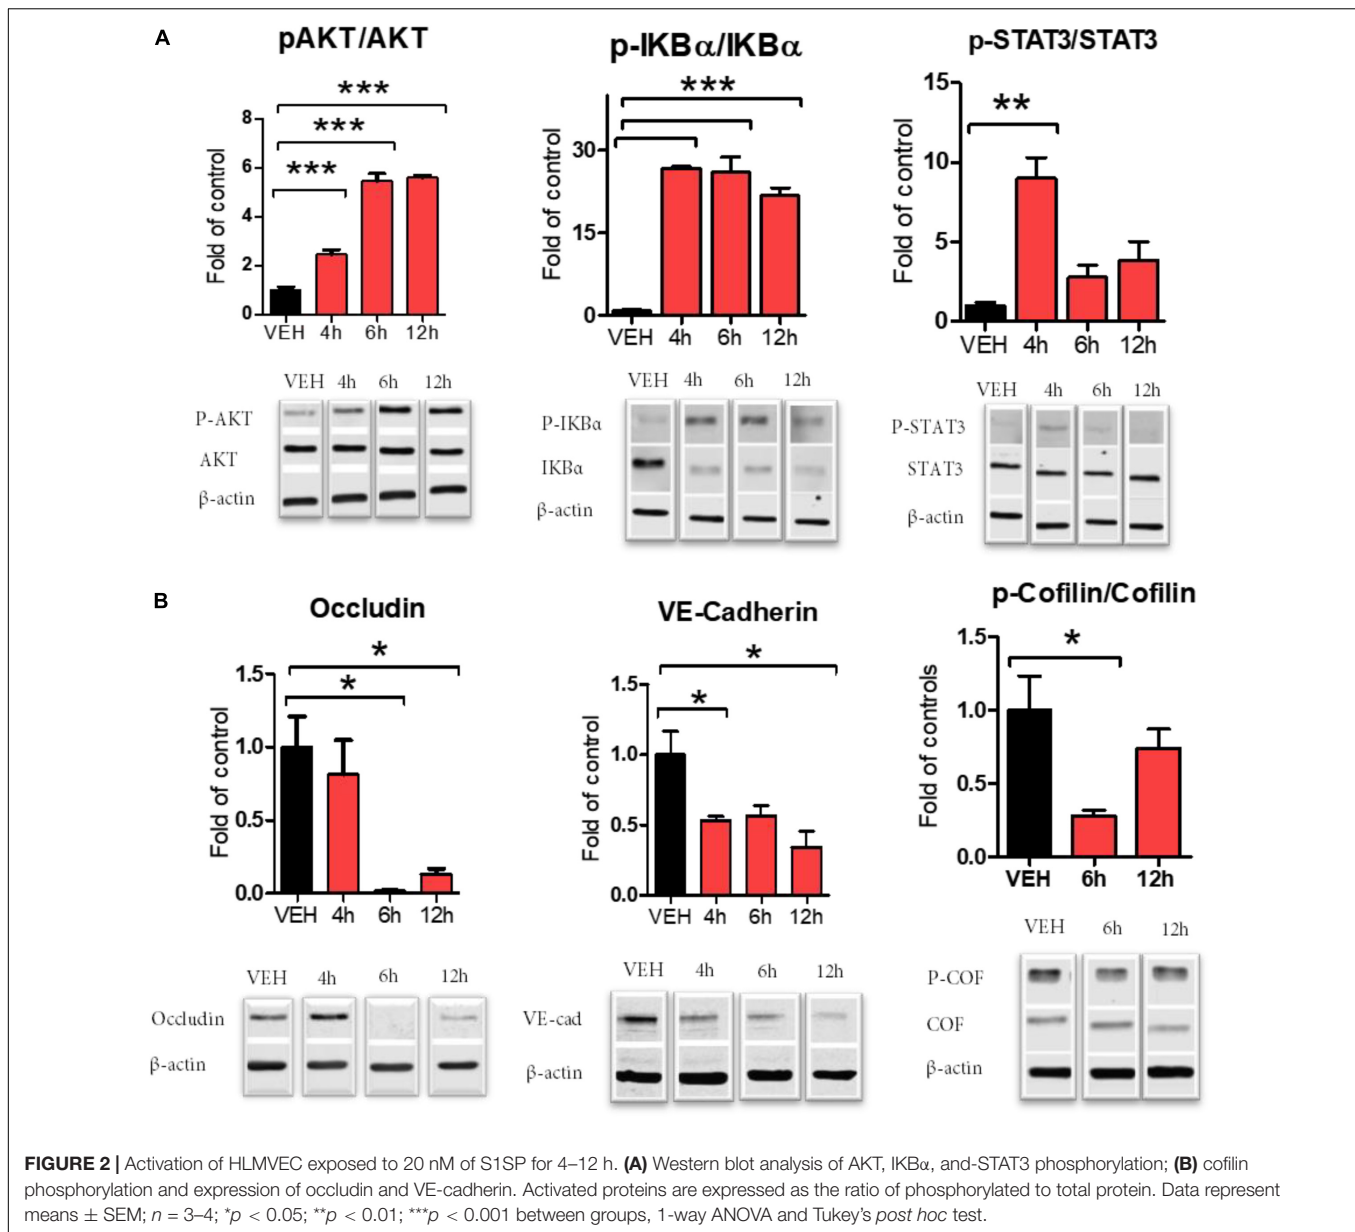 A
pAKT/AKT
***
***
***
Fold of control
8
6
4
2
0
VEH 4h 6h 12h
VEH 4h 6h 12h
P-AKT
AKT
β-actin
p-IKBα/IKBα
***
Fold of control
30
15
0
VEH 4h 6h 12h
VEH 4h 6h 12h
P-IKBα
IKBα
β-actin
p-STAT3/STAT3
**
Fold of control
15
10
5
0
VEH 4h 6h 12h
VEH 4h 6h 12h
P-STAT3
STAT3
β-actin
B
Occludin
*
*
Fold of control
1.5
1.0
0.5
0.0
VEH 4h 6h 12h
VEH 4h 6h 12h
Occludin
β-actin
VE-Cadherin
*
*
Fold of control
1.5
1.0
0.5
0.0
VEH 4h 6h 12h
VEH 4h 6h 12h
VE-cad
β-actin
p-Cofilin/Cofilin
*
Fold of controls
1.5
1.0
0.5
0.0
VEH 6h 12h
VEH 6h 12h
P-COF
COF
β-actin
FIGURE 2 | Activation of HLMVEC exposed to 20 nM of S1SP for 4–12 h. (A) Western blot analysis of AKT, IKBα, and-STAT3 phosphorylation; (B) cofilin
phosphorylation and expression of occludin and VE-cadherin. Activated proteins are expressed as the ratio of phosphorylated to total protein. Data represent
means ± SEM; n = 3–4; *p < 0.05; **p < 0.01; ***p < 0.001 between groups, 1-way ANOVA and Tukey's post hoc test.